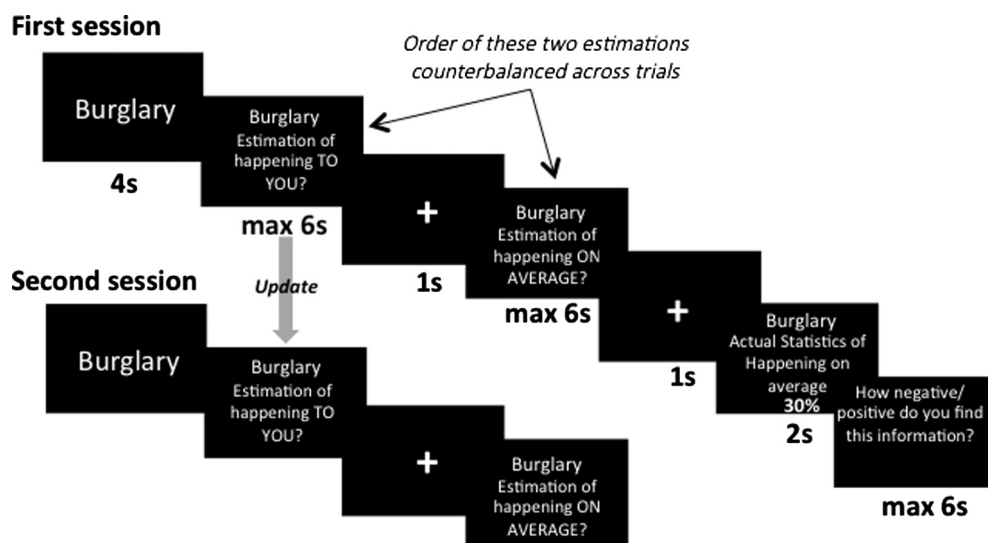 First session
Order of these two estimations
counterbalanced across trials
Burglary
4s
Burglary
Estimation of
happening TO
YOU?
max 6s
+
1s
Burglary
Estimation of
happening ON
AVERAGE?
max 6s
+
1s
Burglary
Actual Statistics of
Happening on
average
30%
2s
How negative/
positive do you find
this information?
max 6s
Update
Second session
Burglary
Burglary
Estimation of
happening TO
YOU?
+
Burglary
Estimation of
happening ON
AVERAGE?